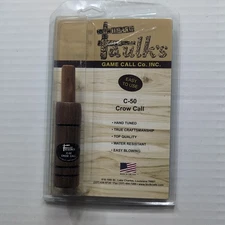 Faulk's
GAME CALL Co. INC.
EASY
TO USE
C-50
Crow Call
• HAND TUNED
• TRUE CRAFTSMANSHIP
• TOP QUALITY
• WATER RESISTANT
• EASY BLOWING
Faulk's